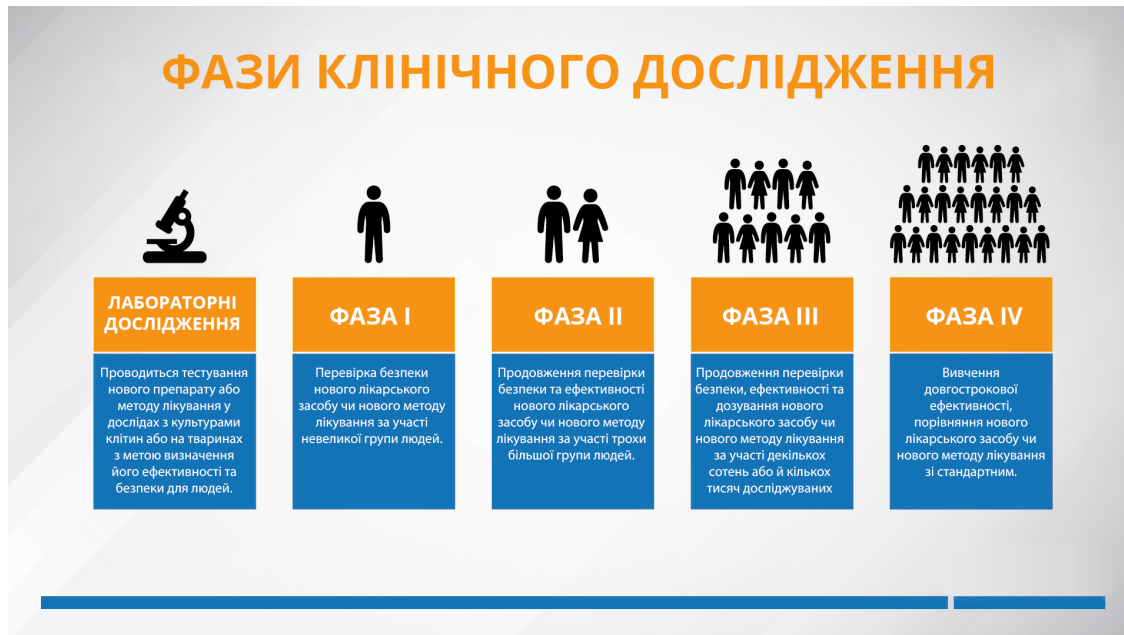 ФАЗИ КЛІНІЧНОГО ДОСЛІДЖЕННЯ
ЛАБОРАТОРНІ
ДОСЛІДЖЕННЯ
Проводиться тестування
нового препарату або
методу лікування у
дослідах з культурами
клітин або на тваринах
з метою визначення
його ефективності та
безпеки для людей.
ФАЗА I
Перевірка безпеки
нового лікарського
засобу чи нового методу
лікування за участі
невеликої групи людей.
ФАЗА II
Продовження перевірки
безпеки та ефективності
нового лікарського
засобу чи нового методу
лікування за участі трохи
більшої групи людей.
ФАЗА III
Продовження перевірки
безпеки, ефективності та
дозування нового
лікарського засобу чи
нового методу лікування
за участі декількох
сотень або й кількох
тисяч досліджуваних
ФАЗА IV
Вивчення
довгострокової
ефективності,
порівняння нового
лікарського засобу чи
нового методу лікування
зі стандартним.